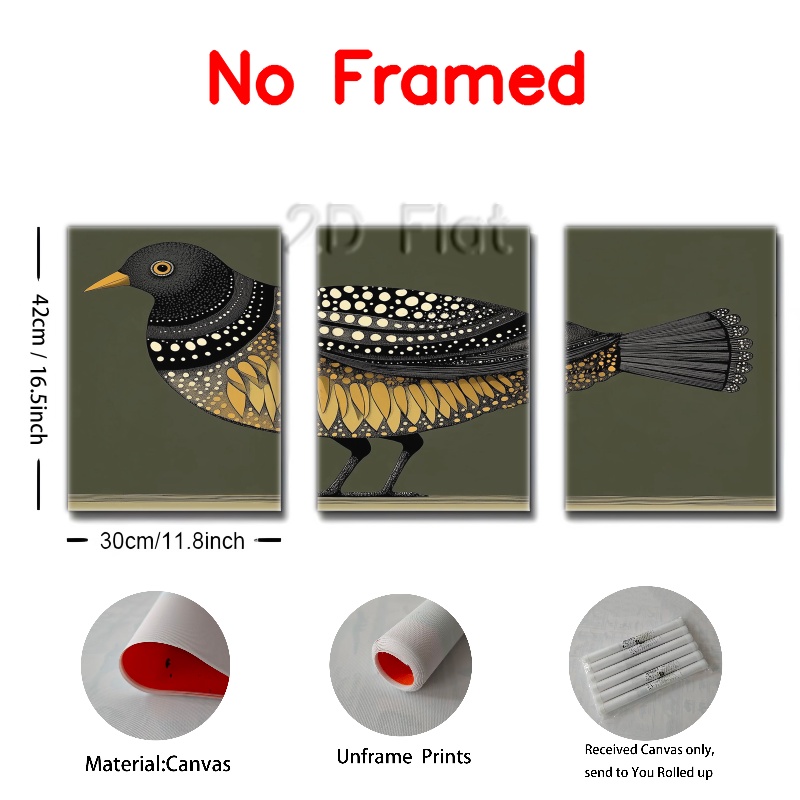 No Framed
2D Flat
42cm / 16.5inch
30cm/11.8inch
Material:Canvas
Unframe Prints
Received Canvas only,
send to You Rolled up